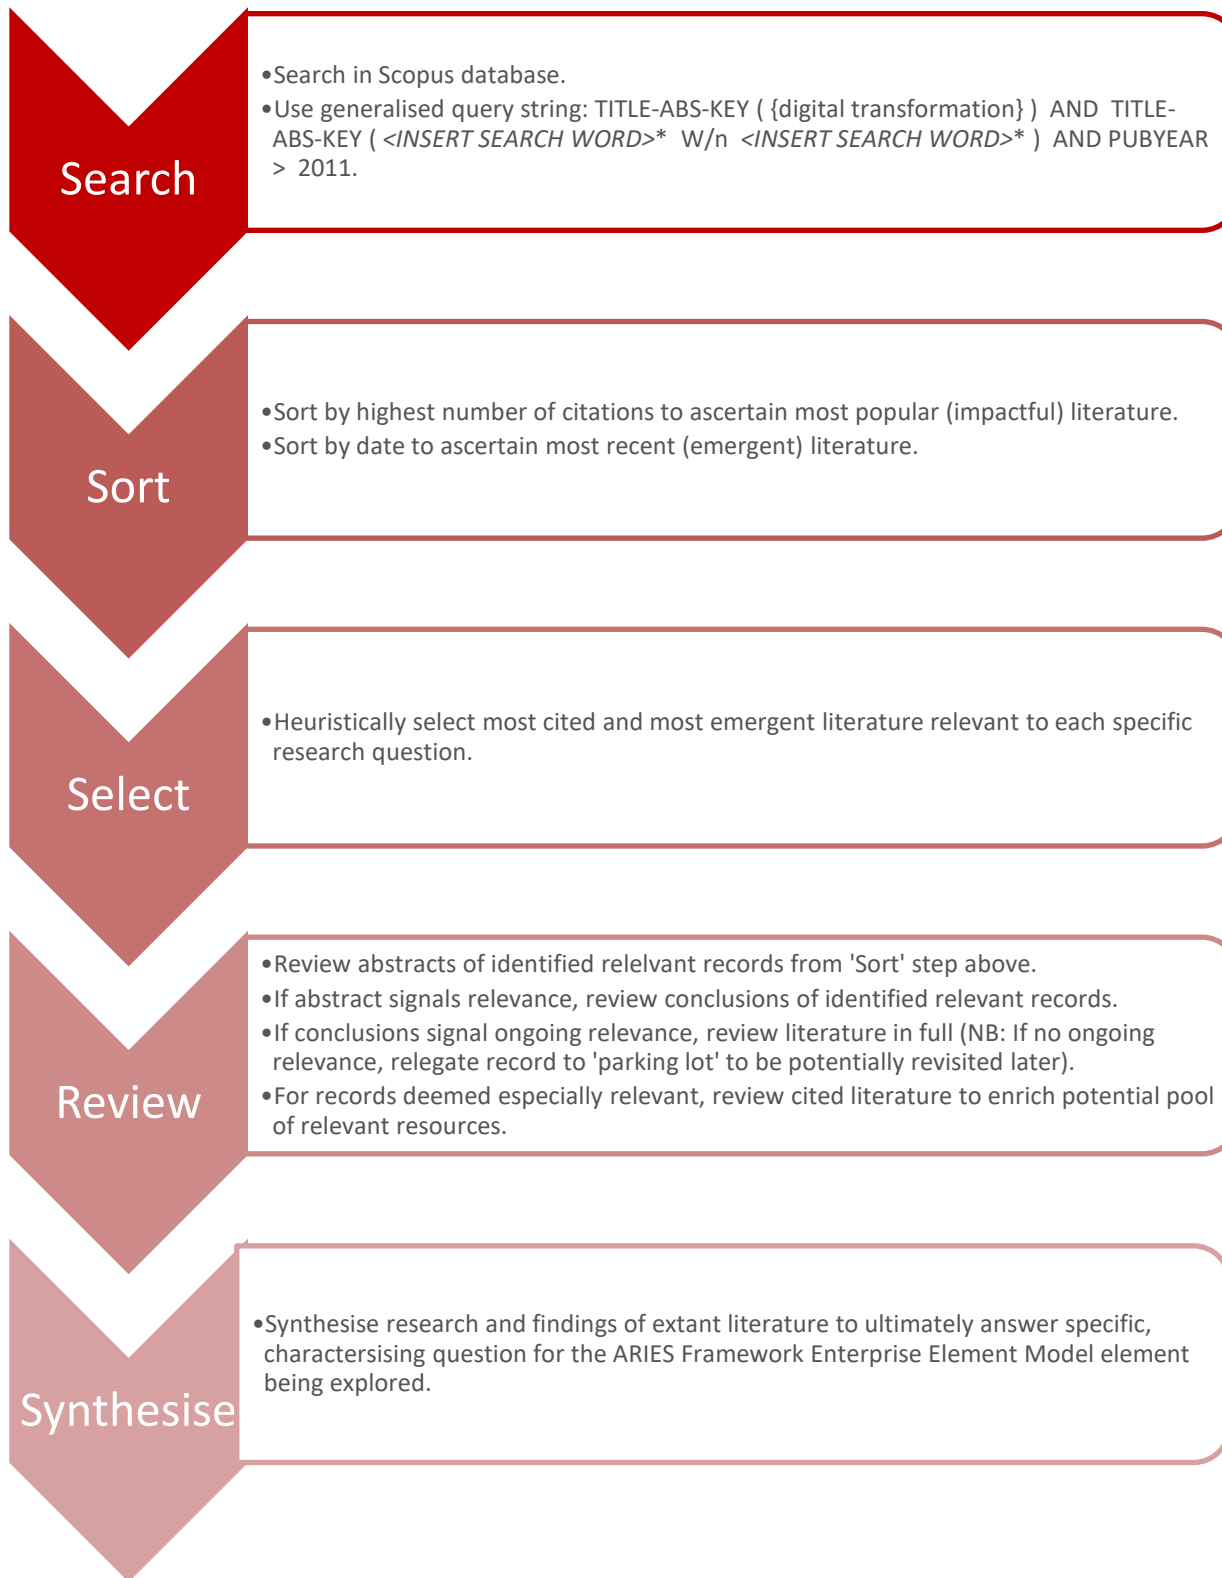 Search
•Search in Scopus database.
•Use generalised query string: TITLE-ABS-KEY ( {digital transformation} ) AND TITLE-
ABS-KEY ( <INSERT SEARCH WORD>* W/n <INSERT SEARCH WORD>* ) AND PUBYEAR
> 2011.
Sort
•Sort by highest number of citations to ascertain most popular (impactful) literature.
•Sort by date to ascertain most recent (emergent) literature.
Select
•Heuristically select most cited and most emergent literature relevant to each specific
research question.
Review
•Review abstracts of identified relelvant records from 'Sort' step above.
•If abstract signals relevance, review conclusions of identified relevant records.
•If conclusions signal ongoing relevance, review literature in full (NB: If no ongoing
relevance, relegate record to 'parking lot' to be potentially revisited later).
•For records deemed especially relevant, review cited literature to enrich potential pool
of relevant resources.
Synthesise
•Synthesise research and findings of extant literature to ultimately answer specific,
charactersising question for the ARIES Framework Enterprise Element Model element
being explored.